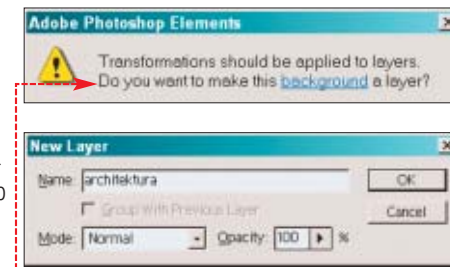 Adobe Photoshop Elements
Transformations should be applied to layers.
Do you want to make this background a layer?
New Layer
Name: architektura
OK
Group With Previous Layer
Cancel
Mode: Normal Opacity: 100 %